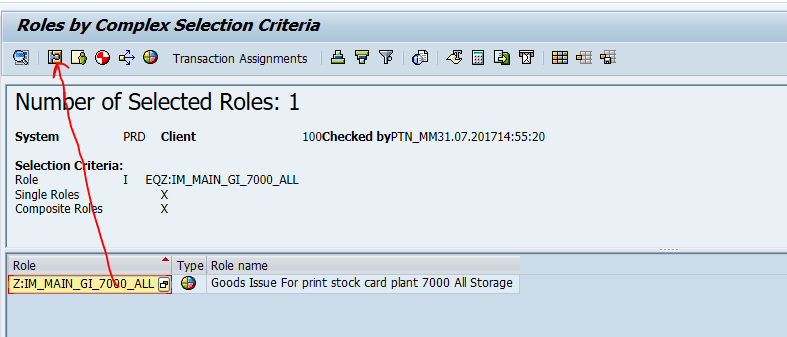 Roles by Complex Selection Criteria
Transaction Assignments
Number of Selected Roles: 1
System PRD Client 100Checked byPTN_MM31.07.201714:55:20
Selection Criteria:
Role I EQZ:IM_MAIN_GI_7000_ALL
Single Roles X
Composite Roles X
Role Type Role name
Z:IM_MAIN_GI_7000_ALL Goods Issue For print stock card plant 7000 All Storage